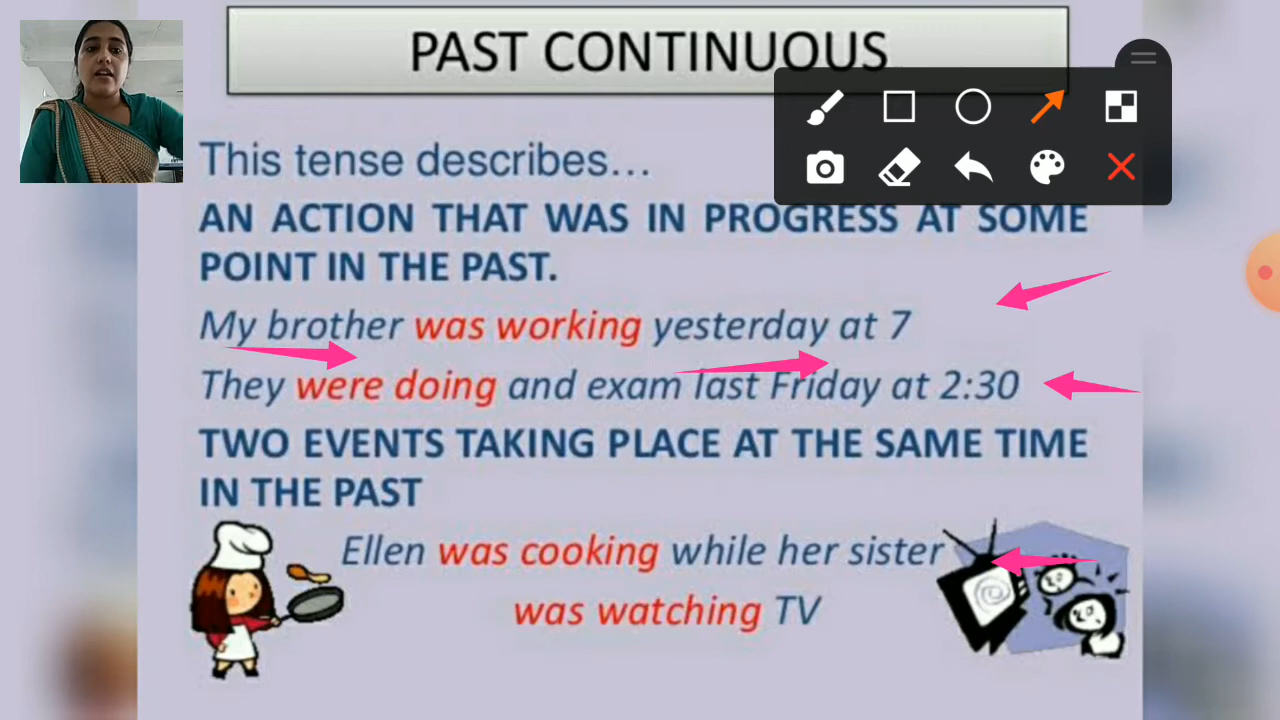 PAST CONTINUOUS
This tense describes…
AN ACTION THAT WAS IN PROGRESS AT SOME
POINT IN THE PAST.
My brother was working yesterday at 7
They were doing and exam last Friday at 2:30
TWO EVENTS TAKING PLACE AT THE SAME TIME
IN THE PAST
Ellen was cooking while her sister
was watching TV